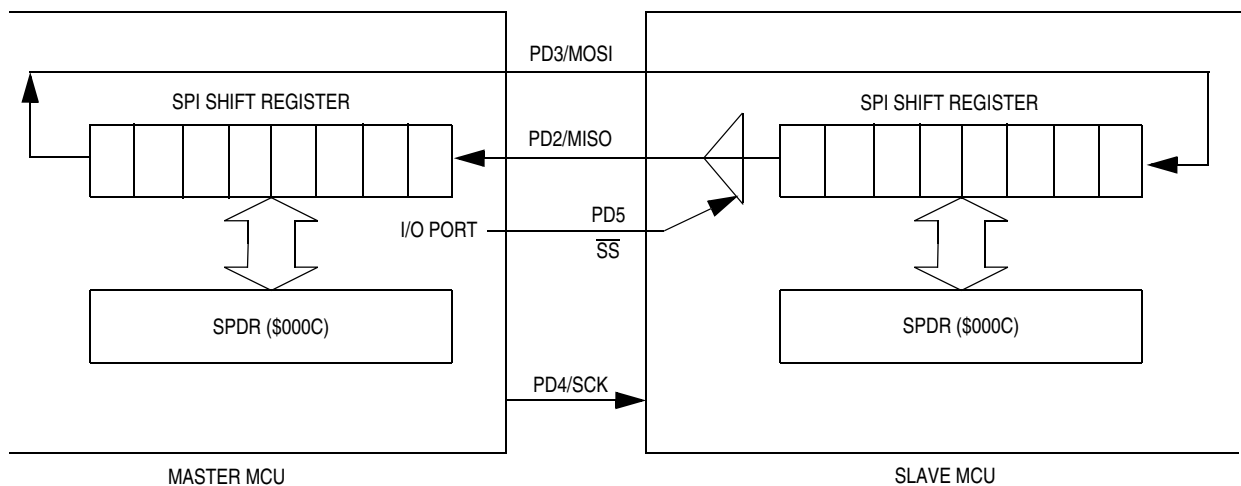 PD3/MOSI
SPI SHIFT REGISTER
SPI SHIFT REGISTER
PD2/MISO
I/O PORT
PD5
SS
SPDR ($000C)
SPDR ($000C)
PD4/SCK
MASTER MCU
SLAVE MCU